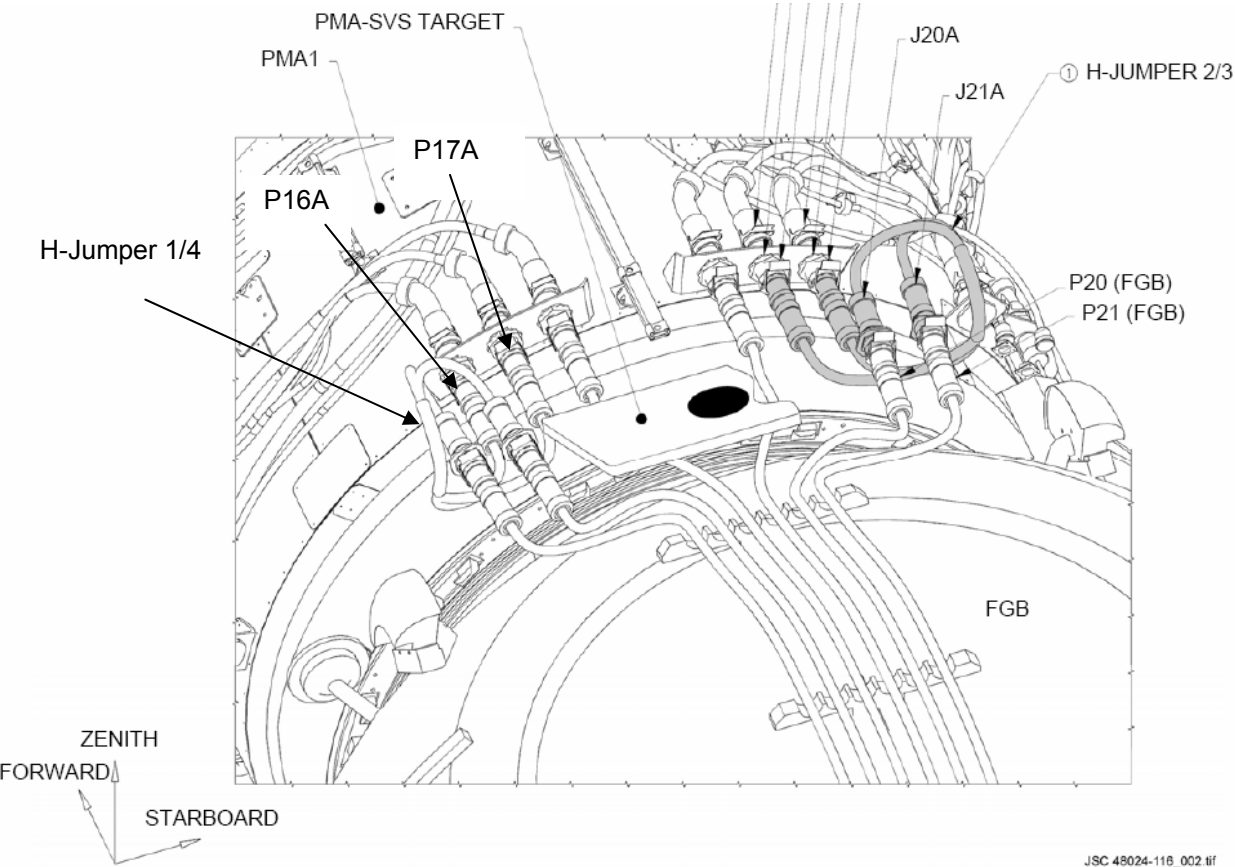 PMA-SVS TARGET
PMA1
J20A
① H-JUMPER 2/3
J21A
P17A
P16A
H-Jumper 1/4
P20 (FGB)
P21 (FGB)
FGB
ZENITH
FORWARD
STARBOARD
JSC 48024-116_002.tif